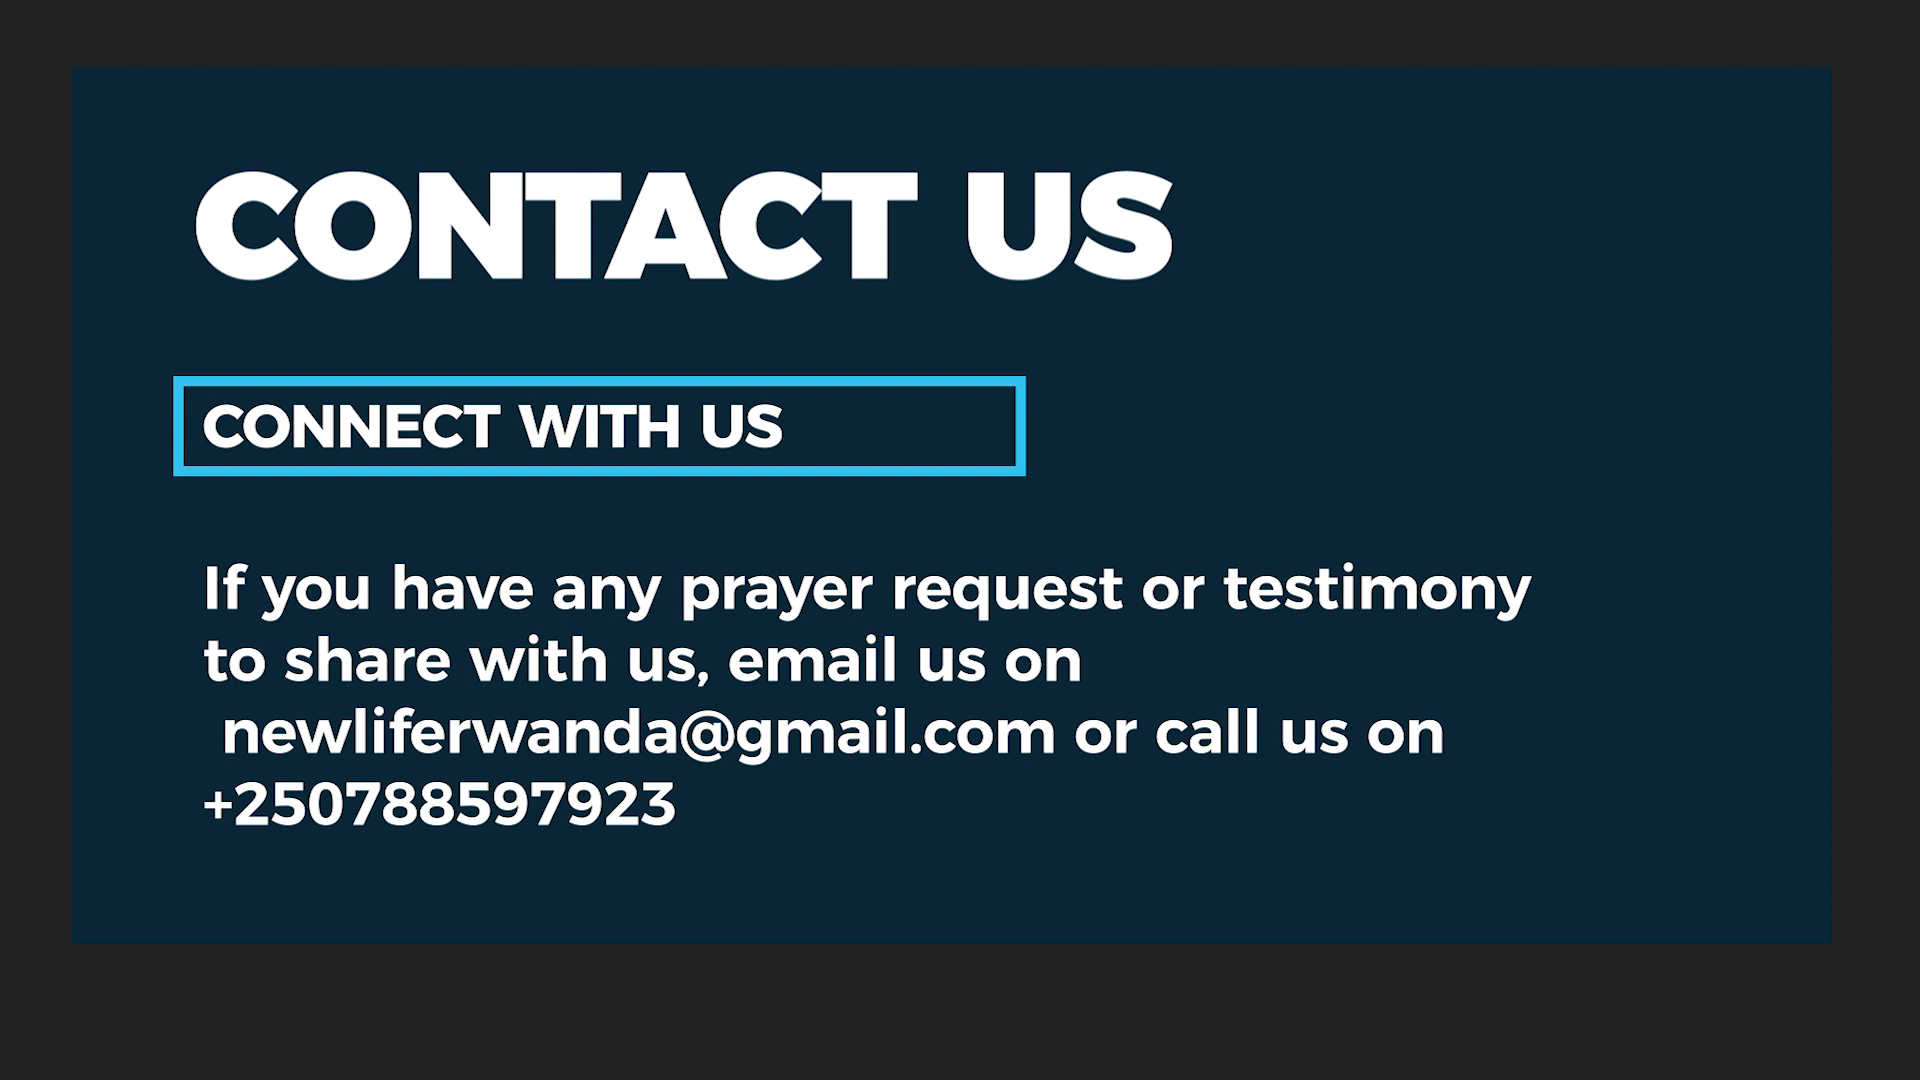 CONTACT US
CONNECT WITH US
If you have any prayer request or testimony
to share with us, email us on
newliferwanda@gmail.com or call us on
+250788597923